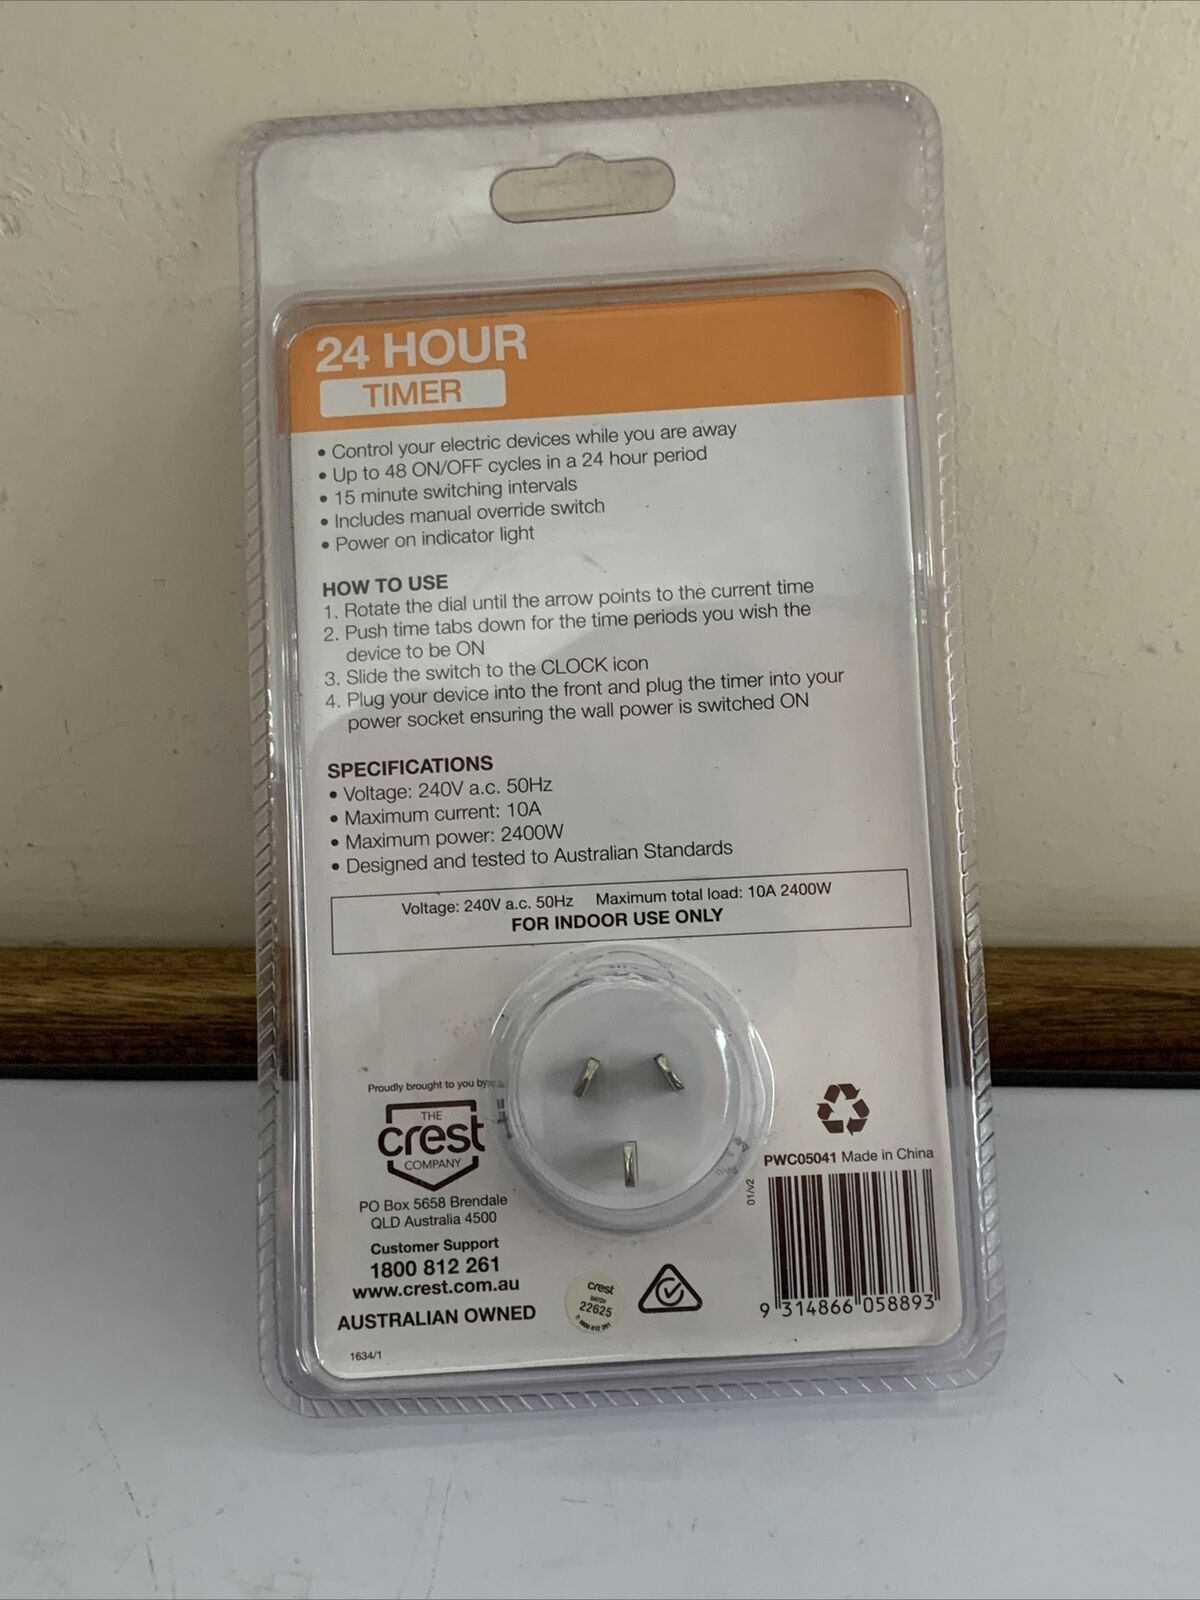 24 HOUR
TIMER
• Control your electric devices while you are away
• Up to 48 ON/OFF cycles in a 24 hour period
• 15 minute switching intervals
• Includes manual override switch
• Power on indicator light
HOW TO USE
1. Rotate the dial until the arrow points to the current time
2. Push time tabs down for the time periods you wish the
device to be ON
3. Slide the switch to the CLOCK icon
4. Plug your device into the front and plug the timer into your
power socket ensuring the wall power is switched ON
SPECIFICATIONS
• Voltage: 240V a.c. 50Hz
• Maximum current: 10A
• Maximum power: 2400W
• Designed and tested to Australian Standards
Voltage: 240V a.c. 50Hz Maximum total load: 10A 2400W
FOR INDOOR USE ONLY
Proudly brought to you by
THE
crest
COMPANY
PO Box 5658 Brendale
QLD Australia 4500
Customer Support
1800 812 261
www.crest.com.au
AUSTRALIAN OWNED
1634/1
crest
BATCH
22625
1800 812 261
01/v2
PWC05041 Made in China
9 314866 058893